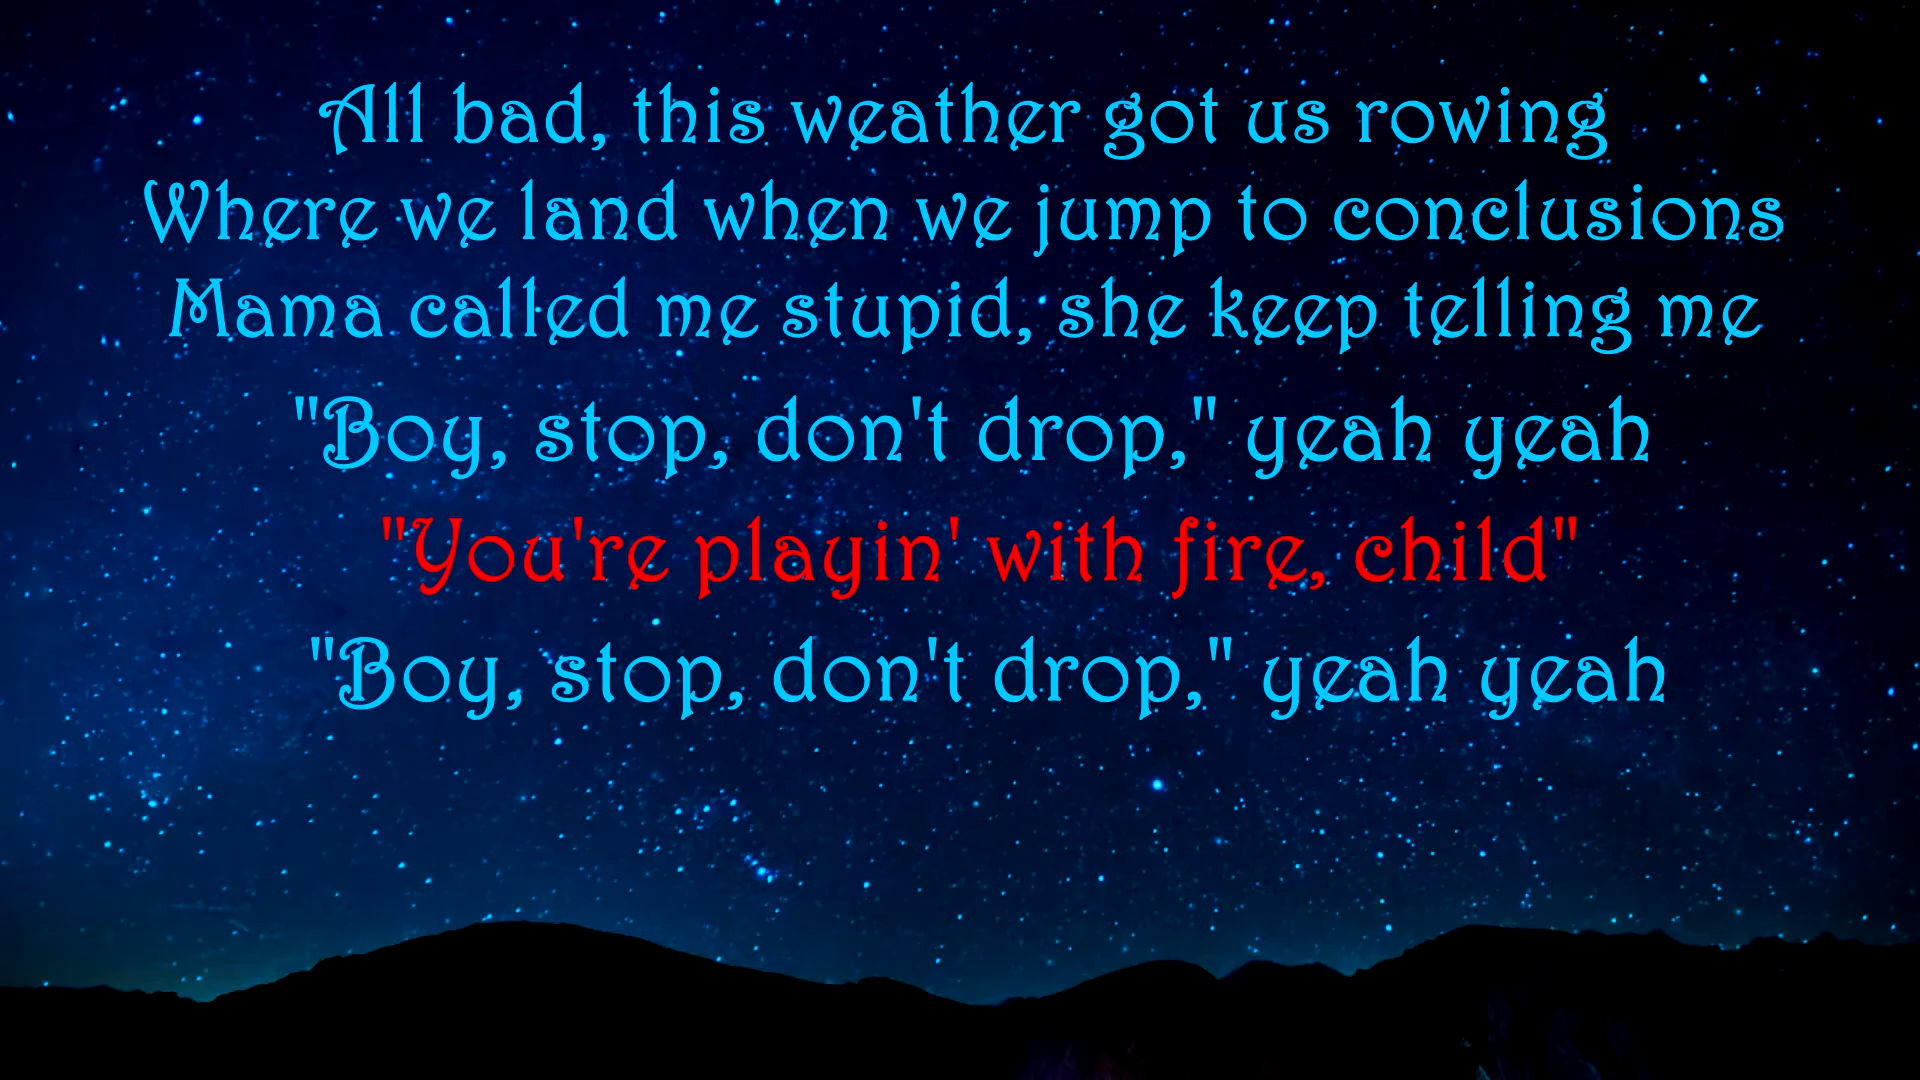 All bad, this weather got us rowing
Where we land when we jump to conclusions
Mama called me stupid, she keep telling me
"Boy, stop, don't drop," yeah yeah
"You're playin' with fire, child"
"Boy, stop, don't drop," yeah yeah